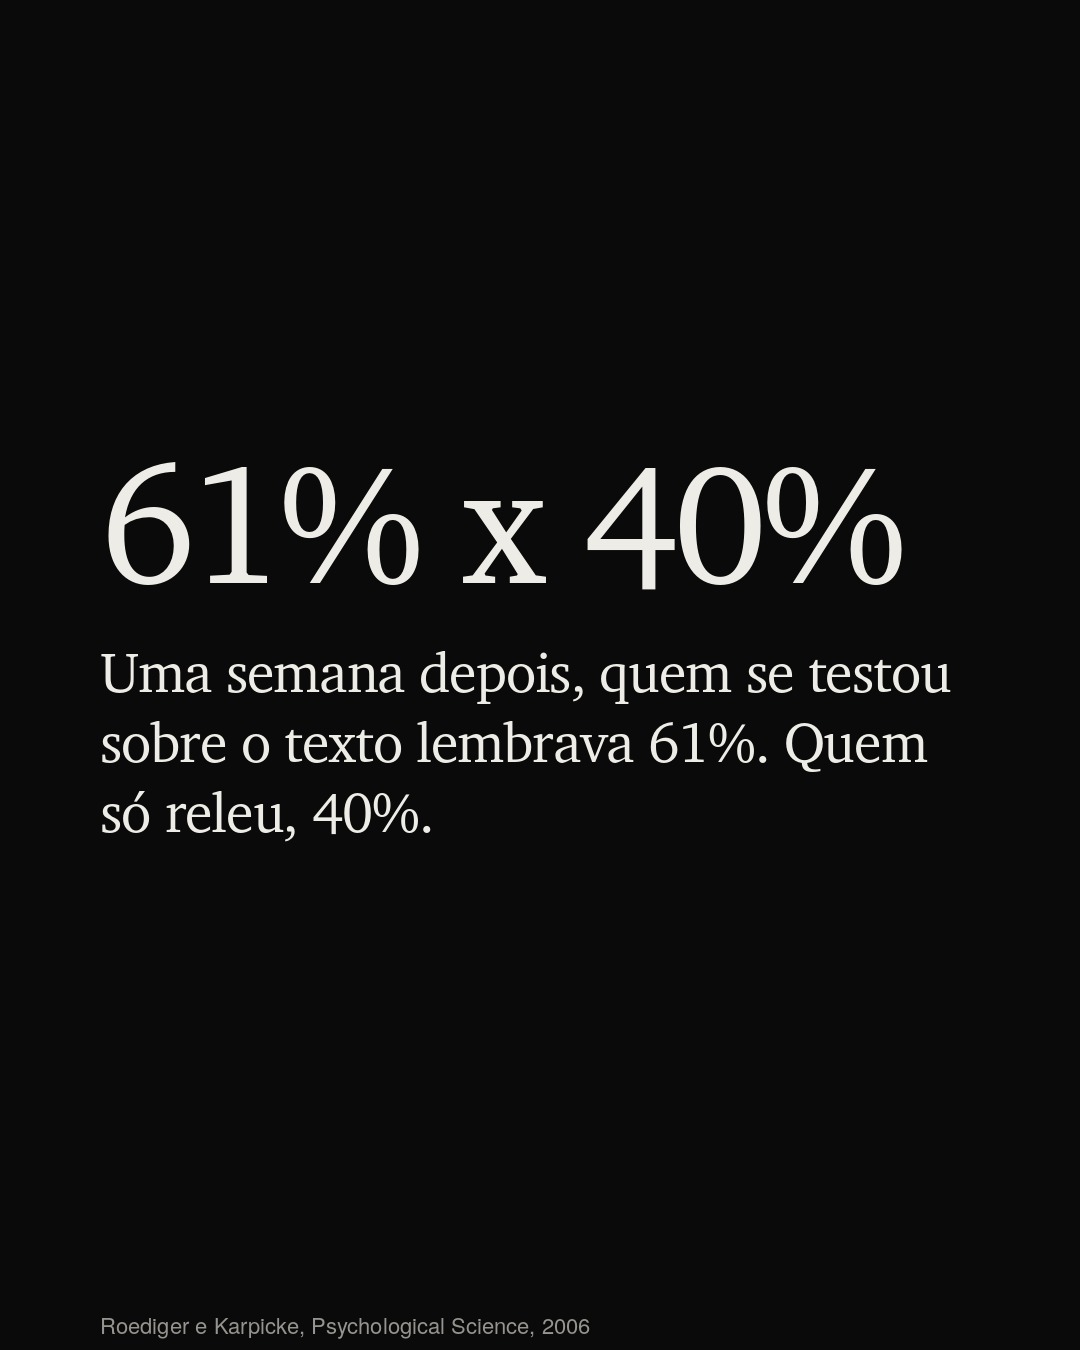 61% x 40%
Uma semana depois, quem se testou
sobre o texto lembrava 61%. Quem
só releu, 40%.
Roediger e Karpicke, Psychological Science, 2006